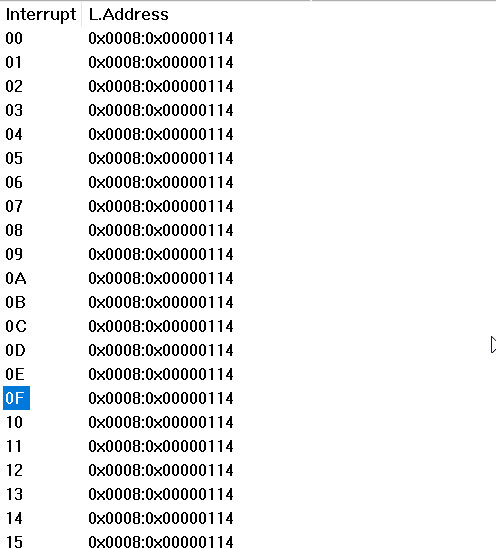 Interrupt L.Address
00 0x0008:0x00000114
01 0x0008:0x00000114
02 0x0008:0x00000114
03 0x0008:0x00000114
04 0x0008:0x00000114
05 0x0008:0x00000114
06 0x0008:0x00000114
07 0x0008:0x00000114
08 0x0008:0x00000114
09 0x0008:0x00000114
0A 0x0008:0x00000114
0B 0x0008:0x00000114
0C 0x0008:0x00000114
0D 0x0008:0x00000114
0E 0x0008:0x00000114
0F 0x0008:0x00000114
10 0x0008:0x00000114
11 0x0008:0x00000114
12 0x0008:0x00000114
13 0x0008:0x00000114
14 0x0008:0x00000114
15 0x0008:0x00000114